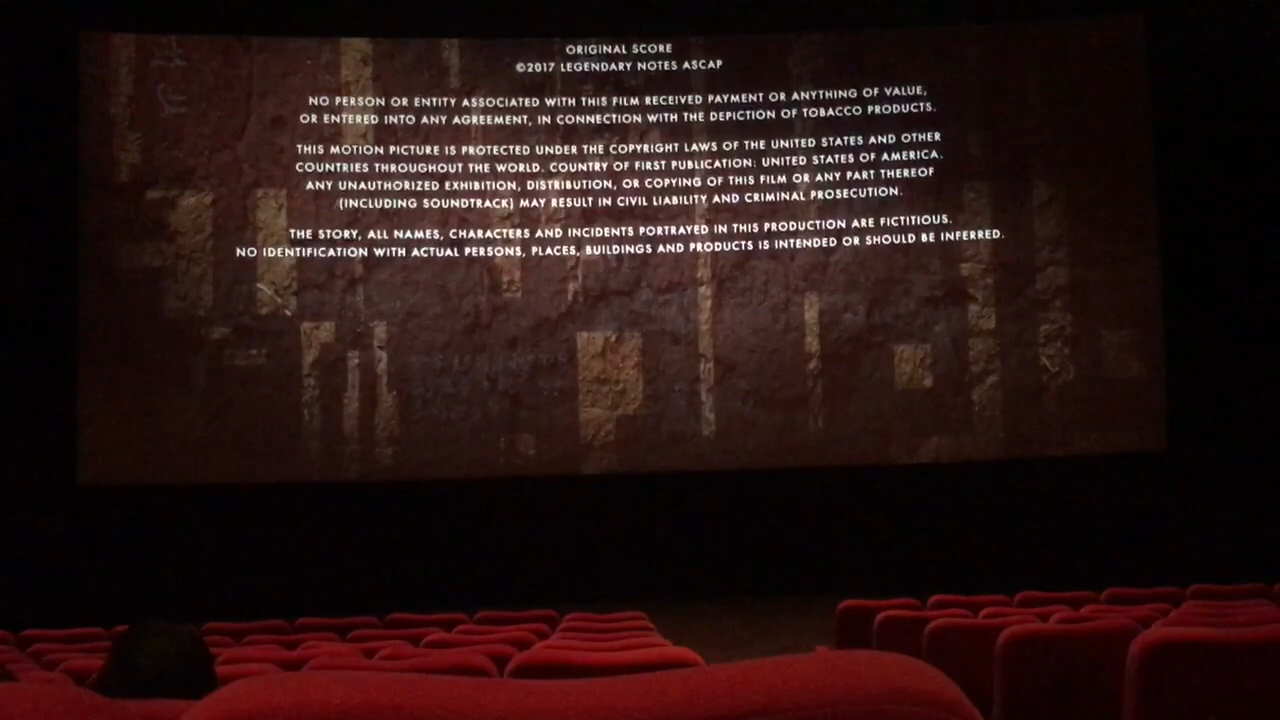 ORIGINAL SCORE
©2017 LEGENDARY NOTES ASCAP
NO PERSON OR ENTITY ASSOCIATED WITH THIS FILM RECEIVED PAYMENT OR ANYTHING OF VALUE,
OR ENTERED INTO ANY AGREEMENT, IN CONNECTION WITH THE DEPICTION OF TOBACCO PRODUCTS.
THIS MOTION PICTURE IS PROTECTED UNDER THE COPYRIGHT LAWS OF THE UNITED STATES AND OTHER
COUNTRIES THROUGHOUT THE WORLD. COUNTRY OF FIRST PUBLICATION: UNITED STATES OF AMERICA.
ANY UNAUTHORIZED EXHIBITION, DISTRIBUTION, OR COPYING OF THIS FILM OR ANY PART THEREOF
(INCLUDING SOUNDTRACK) MAY RESULT IN CIVIL LIABILITY AND CRIMINAL PROSECUTION.
THE STORY, ALL NAMES, CHARACTERS AND INCIDENTS PORTRAYED IN THIS PRODUCTION ARE FICTITIOUS.
NO IDENTIFICATION WITH ACTUAL PERSONS, PLACES, BUILDINGS AND PRODUCTS IS INTENDED OR SHOULD BE INFERRED.